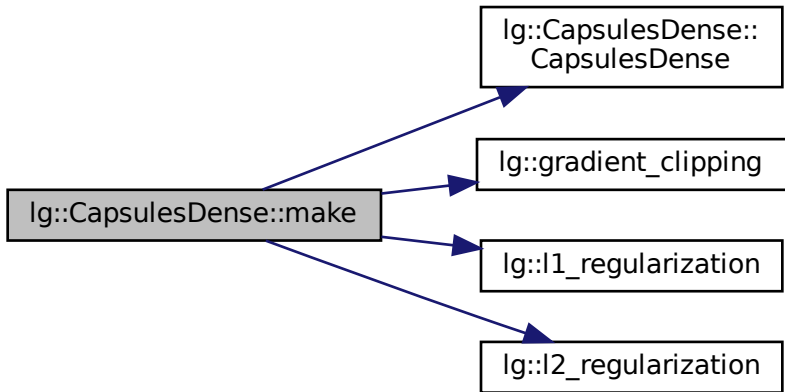 lg::CapsulesDense::
CapsulesDense
lg::gradient_clipping
lg::CapsulesDense::make
lg::l1_regularization
lg::l2_regularization